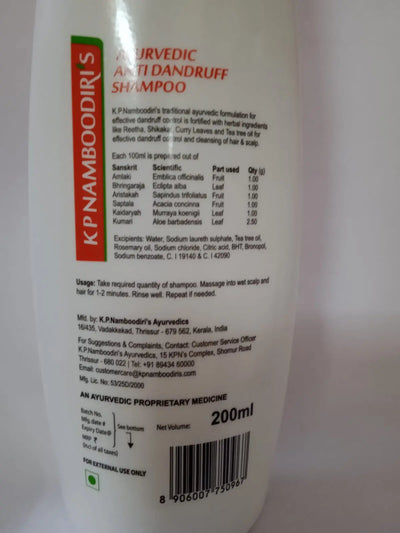 K P NAMBOODIRI'S
AYURVEDIC
ANTI DANDRUFF
SHAMPOO
K.P.Namboodiri's traditional ayurvedic formulation for
effective dandruff control is fortified with herbal ingredients
like Reetha, Shikakai, Curry Leaves and Tea tree oil for
effective dandruff control and cleansing of hair & scalp.
Each 100ml is prepared out of
Sanskrit Scientific Part used Qty (g)
Amlaki Emblica officinalis Fruit 1.00
Bhringaraja Eclipta alba Leaf 1.00
Aristakah Sapindus trifoliatus Fruit 1.00
Saptala Acacia concinna Fruit 1.00
Kaidaryah Murraya koenigii Leaf 1.00
Kumari Aloe barbadensis Leaf 2.50
Excipients: Water, Sodium laureth sulphate, Tea tree oil,
Rosemary oil, Sodium chloride, Citric acid, BHT, Bronopol,
Sodium benzoate, C. I 19140 & C. I 42090
Usage: Take required quantity of shampoo. Massage into wet scalp and
hair for 1-2 minutes. Rinse well. Repeat if needed.
Mfd. by: K.P.Namboodiri's Ayurvedics
16/435, Vadakkekad, Thrissur - 679 562, Kerala, India
For Suggestions & Complaints, Contact: Customer Service Officer
K.P.Namboodiri's Ayurvedics, 15 KPN's Complex, Shornur Road
Thrissur - 680 022 | Tel: +91 89434 60000
Email: customercare@kpnamboodiris.com
Mfg. Lic. No: 53/25D/2000
AN AYURVEDIC PROPRIETARY MEDICINE
Batch No.
Mfg.date #
Expiry Date@
MRP ₹
(Incl of all taxes)
See bottom
Net Volume: 200ml
FOR EXTERNAL USE ONLY
8 906007 750967